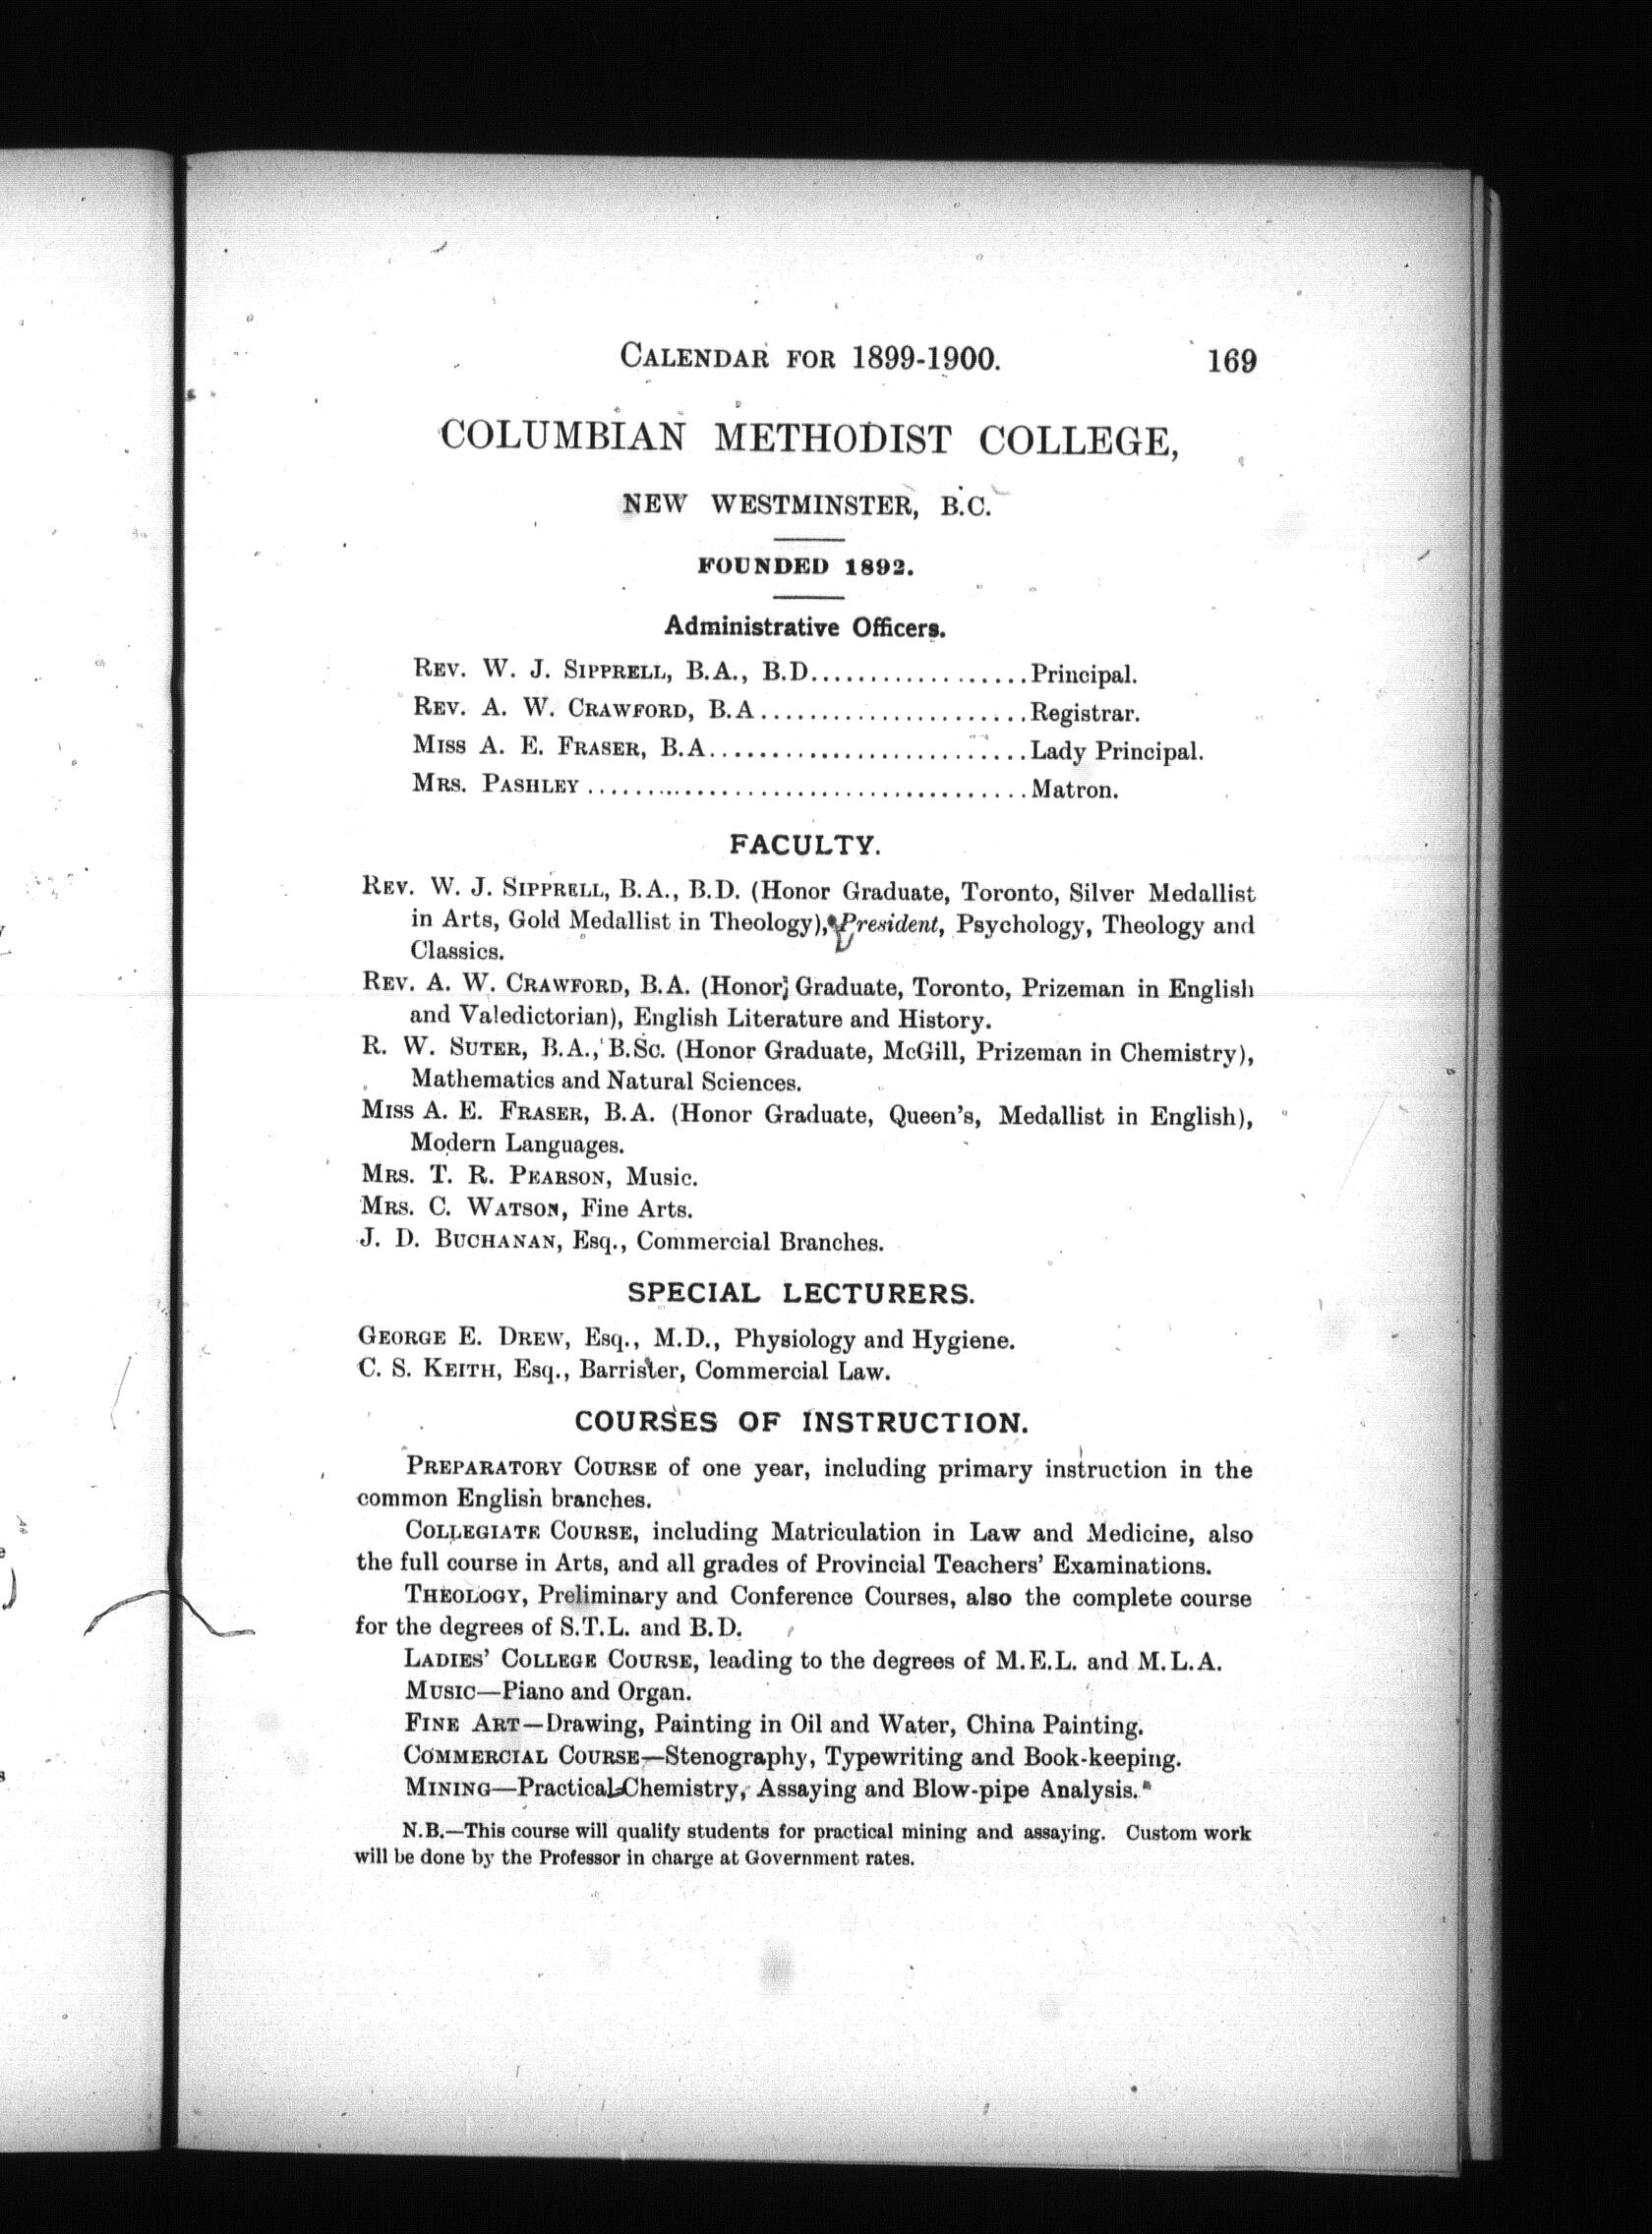 CALENDAR FOR 1899-1900. 169
COLUMBIAN METHODIST COLLEGE,
NEW WESTMINSTER, B.C.
FOUNDED 1892.
Administrative Officers.
REV. W. J. SIPPRELL, B.A., B.D..................Principal.
REV. A. W. CRAWFORD, B.A......................Registrar.
MISS A. E. FRASER, B.A..........................Lady Principal.
MRS. PASHLEY .....................................Matron.
FACULTY.
REV. W. J. SIPPRELL, B.A., B.D. (Honor Graduate, Toronto, Silver Medallist
in Arts, Gold Medallist in Theology), President, Psychology, Theology and
Classics.
REV. A. W. CRAWFORD, B.A. (Honor Graduate, Toronto, Prizeman in English
and Valedictorian), English Literature and History.
R. W. SUTER, B.A., B.SC. (Honor Graduate, McGill, Prizeman in Chemistry),
Mathematics and Natural Sciences.
MISS A. E. FRASER, B.A. (Honor Graduate, Queen's, Medallist in English),
Modern Languages.
MRS. T. R. PEARSON, Music.
MRS. C. WATSON, Fine Arts.
J. D. BUCHANAN, Esq., Commercial Branches.
SPECIAL LECTURERS.
GEORGE E. DREW, Esq., M.D., Physiology and Hygiene.
C. S. KEITH, Esq., Barrister, Commercial Law.
COURSES OF INSTRUCTION.
PREPARATORY COURSE of one year, including primary instruction in the
common English branches.
COLLEGIATE COURSE, including Matriculation in Law and Medicine, also
the full course in Arts, and all grades of Provincial Teachers' Examinations.
THEOLOGY, Preliminary and Conference Courses, also the complete course
for the degrees of S.T.L. and B.D.
LADIES' COLLEGE COURSE, leading to the degrees of M.E.L. and M.L.A.
MUSIC—Piano and Organ.
FINE ART—Drawing, Painting in Oil and Water, China Painting.
COMMERCIAL COURSE—Stenography, Typewriting and Book-keeping.
MINING—Practical Chemistry, Assaying and Blow-pipe Analysis.
N.B.—This course will qualify students for practical mining and assaying. Custom work
will be done by the Professor in charge at Government rates.